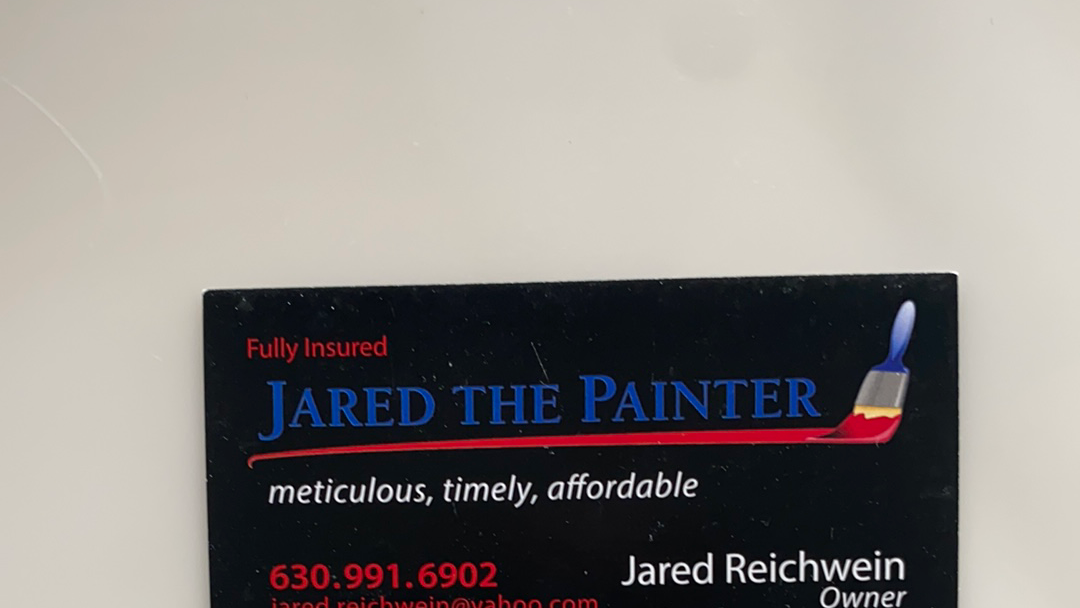 Fully Insured
JARED THE PAINTER
meticulous, timely, affordable
630.991.6902
Jared Reichwein
jared.reichwein@yahoo.com
Owner